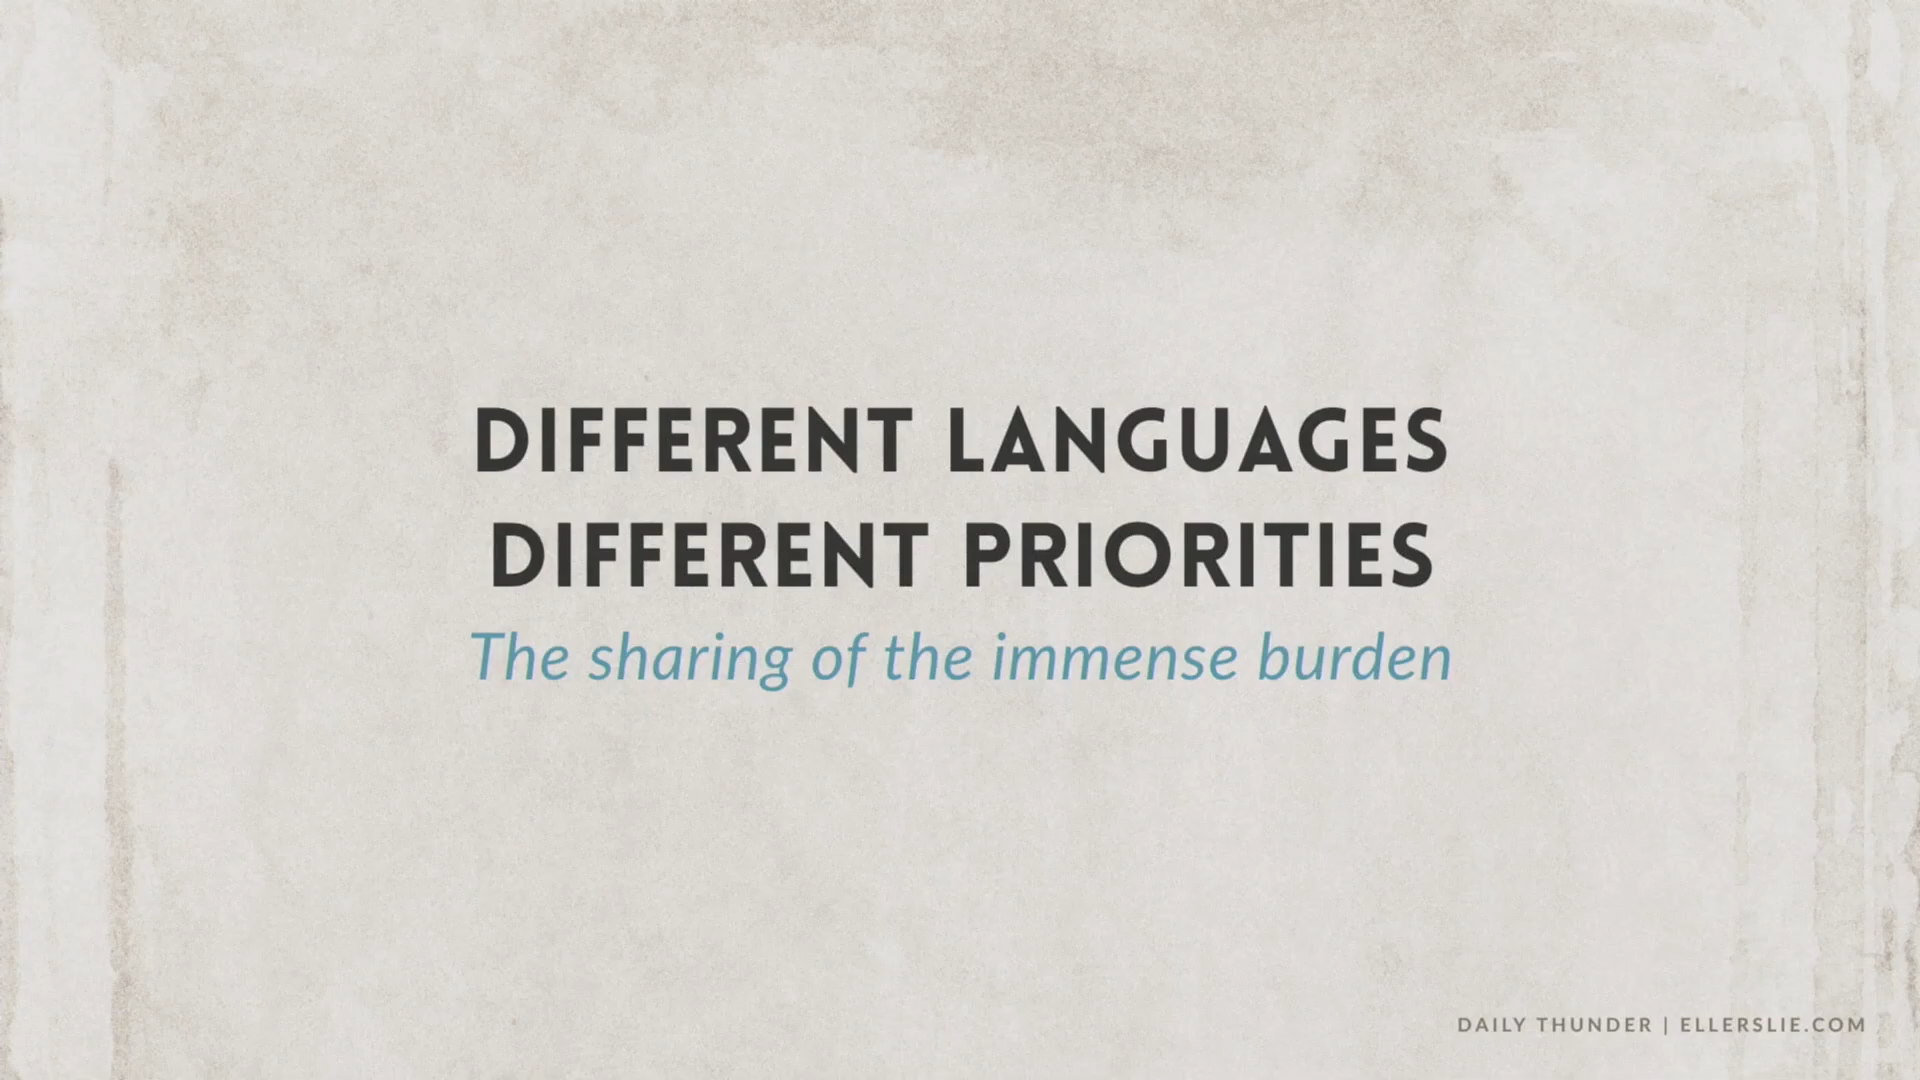 DIFFERENT LANGUAGES
DIFFERENT PRIORITIES
The sharing of the immense burden
DAILY THUNDER | ELLERSLIE.COM